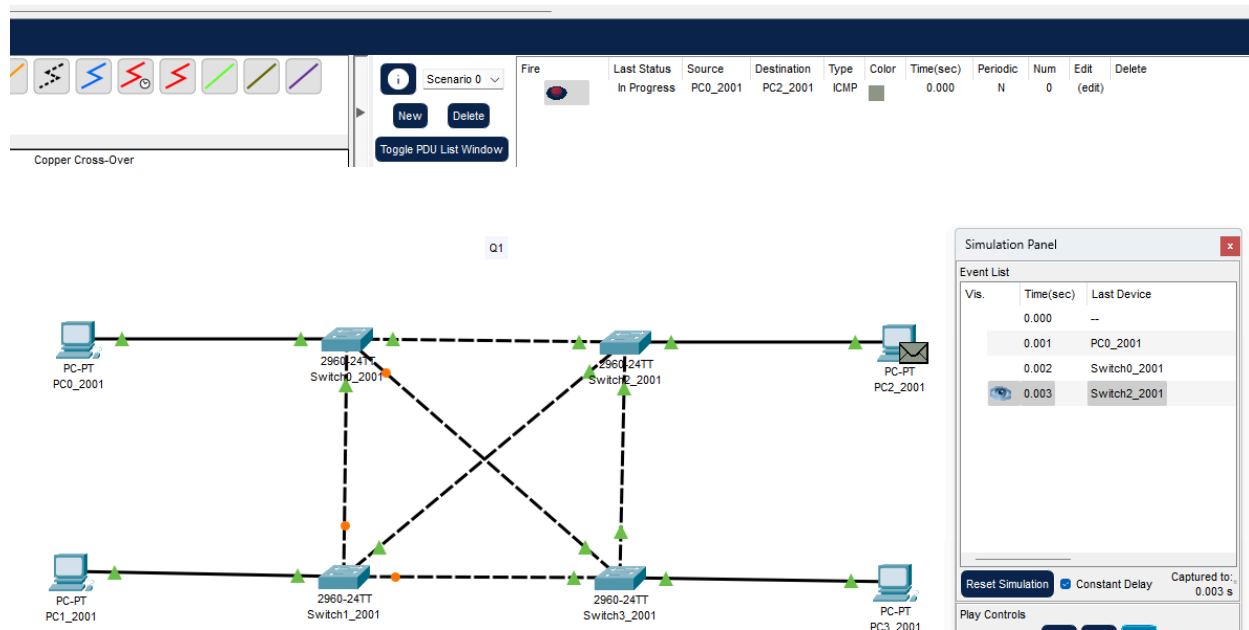 Fire Last Status Source Destination Type Color Time(sec) Periodic Num Edit Delete
Scenario 0
In Progress PC0_2001 PC2_2001 ICMP 0.000 N 0 (edit)
New Delete
Toggle PDU List Window
Copper Cross-Over
Q1
Simulation Panel
x
Event List
Vis. Time(sec) Last Device
0.000 --
0.001 PC0_2001
0.002 Switch0_2001
0.003 Switch2_2001
PC-PT
PC0_2001
2960-24TT
Switch0_2001
2960-24TT
Switch2_2001
PC-PT
PC2_2001
PC-PT
PC1_2001
2960-24TT
Switch1_2001
2960-24TT
Switch3_2001
PC-PT
PC3_2001
Reset Simulation Constant Delay Captured to:
0.003 s
Play Controls